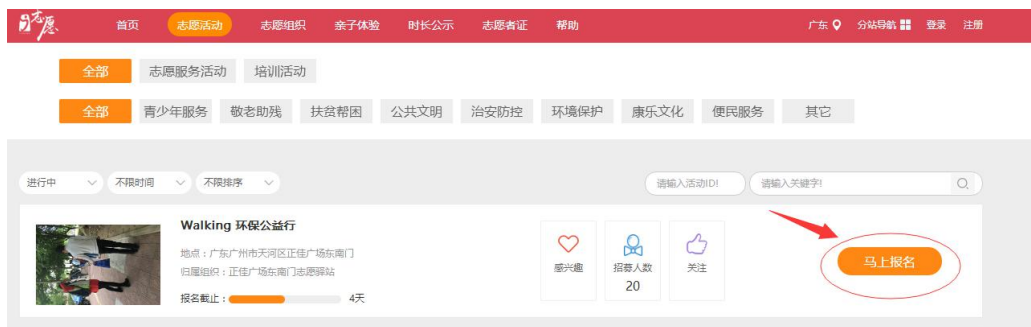 i志愿
首页 志愿活动 志愿组织 亲子体验 时长公示 志愿者证 帮助 广东 分站导航 登录 注册
全部 志愿服务活动 培训活动
全部 青少年服务 敬老助残 扶贫帮困 公共文明 治安防控 环境保护 康乐文化 便民服务 其它
进行中 不限时间 不限排序 请输入活动ID! 请输入关键字!
Walking 环保公益行
地点：广东广州市天河区正佳广场东南门
归属组织：正佳广场东南门志愿驿站
报名截止： 4天
感兴趣 招募人数 关注
20
马上报名